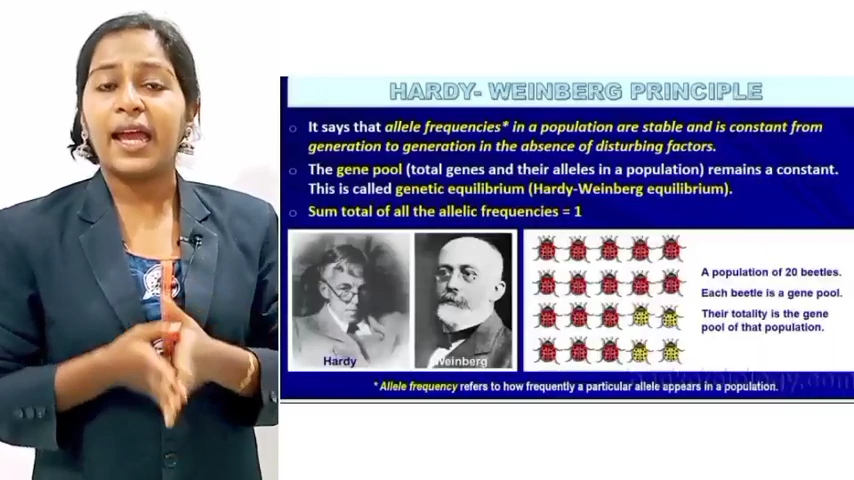 HARDY- WEINBERG PRINCIPLE
It says that allele frequencies* in a population are stable and is constant from
generation to generation in the absence of disturbing factors.
The gene pool (total genes and their alleles in a population) remains a constant.
This is called genetic equilibrium (Hardy-Weinberg equilibrium).
Sum total of all the allelic frequencies = 1
Hardy
Weinberg
A population of 20 beetles.
Each beetle is a gene pool.
Their totality is the gene
pool of that population.
* Allele frequency refers to how frequently a particular allele appears in a population.